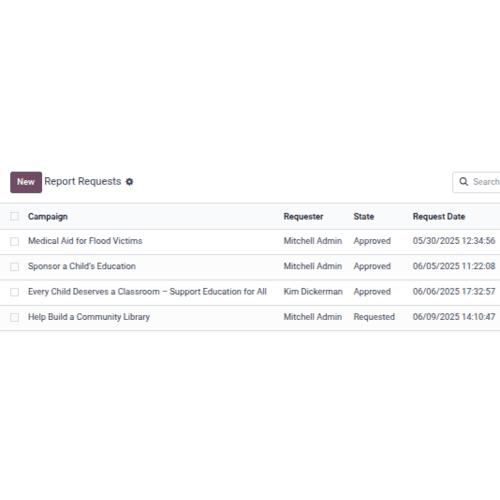 New Report Requests Search
Campaign Requester State Request Date
Medical Aid for Flood Victims Mitchell Admin Approved 05/30/2025 12:34:56
Sponsor a Child's Education Mitchell Admin Approved 06/05/2025 11:22:08
Every Child Deserves a Classroom – Support Education for All Kim Dickerman Approved 06/06/2025 17:32:57
Help Build a Community Library Mitchell Admin Requested 06/09/2025 14:10:47